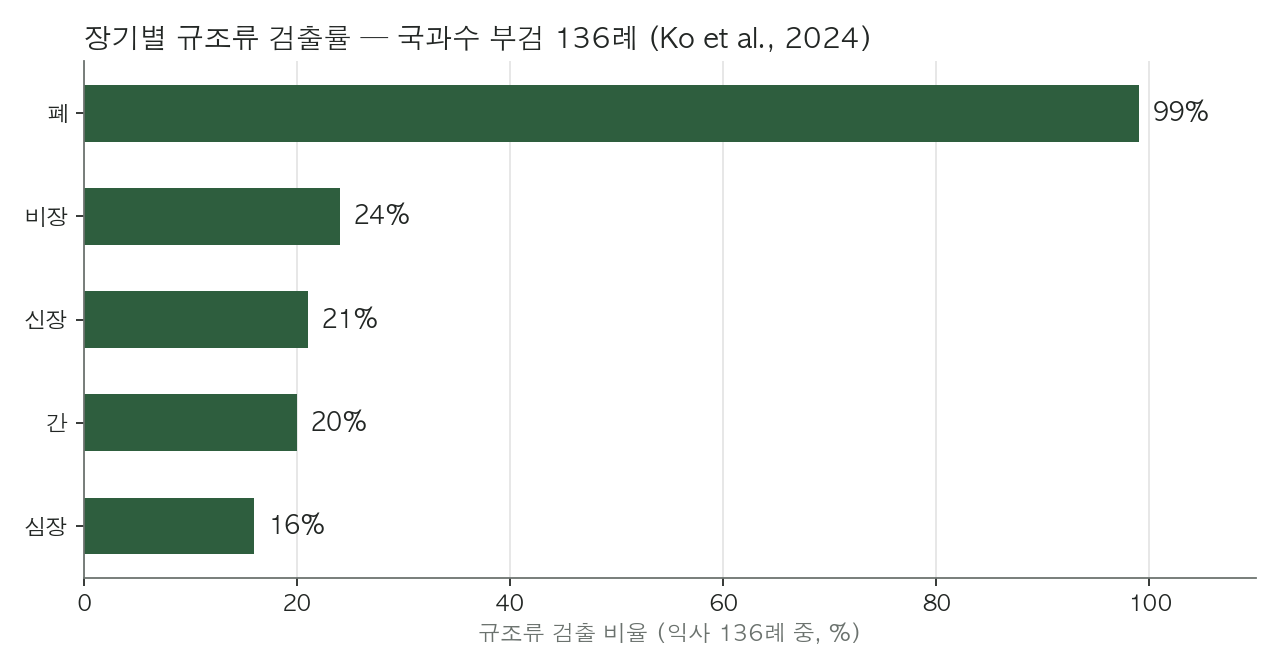 장기별 규조류 검출률 — 국과수 부검 136례 (Ko et al., 2024)
폐 99%
비장 24%
신장 21%
간 20%
심장 16%
0 20 40 60 80 100
규조류 검출 비율 (익사 136례 중, %)